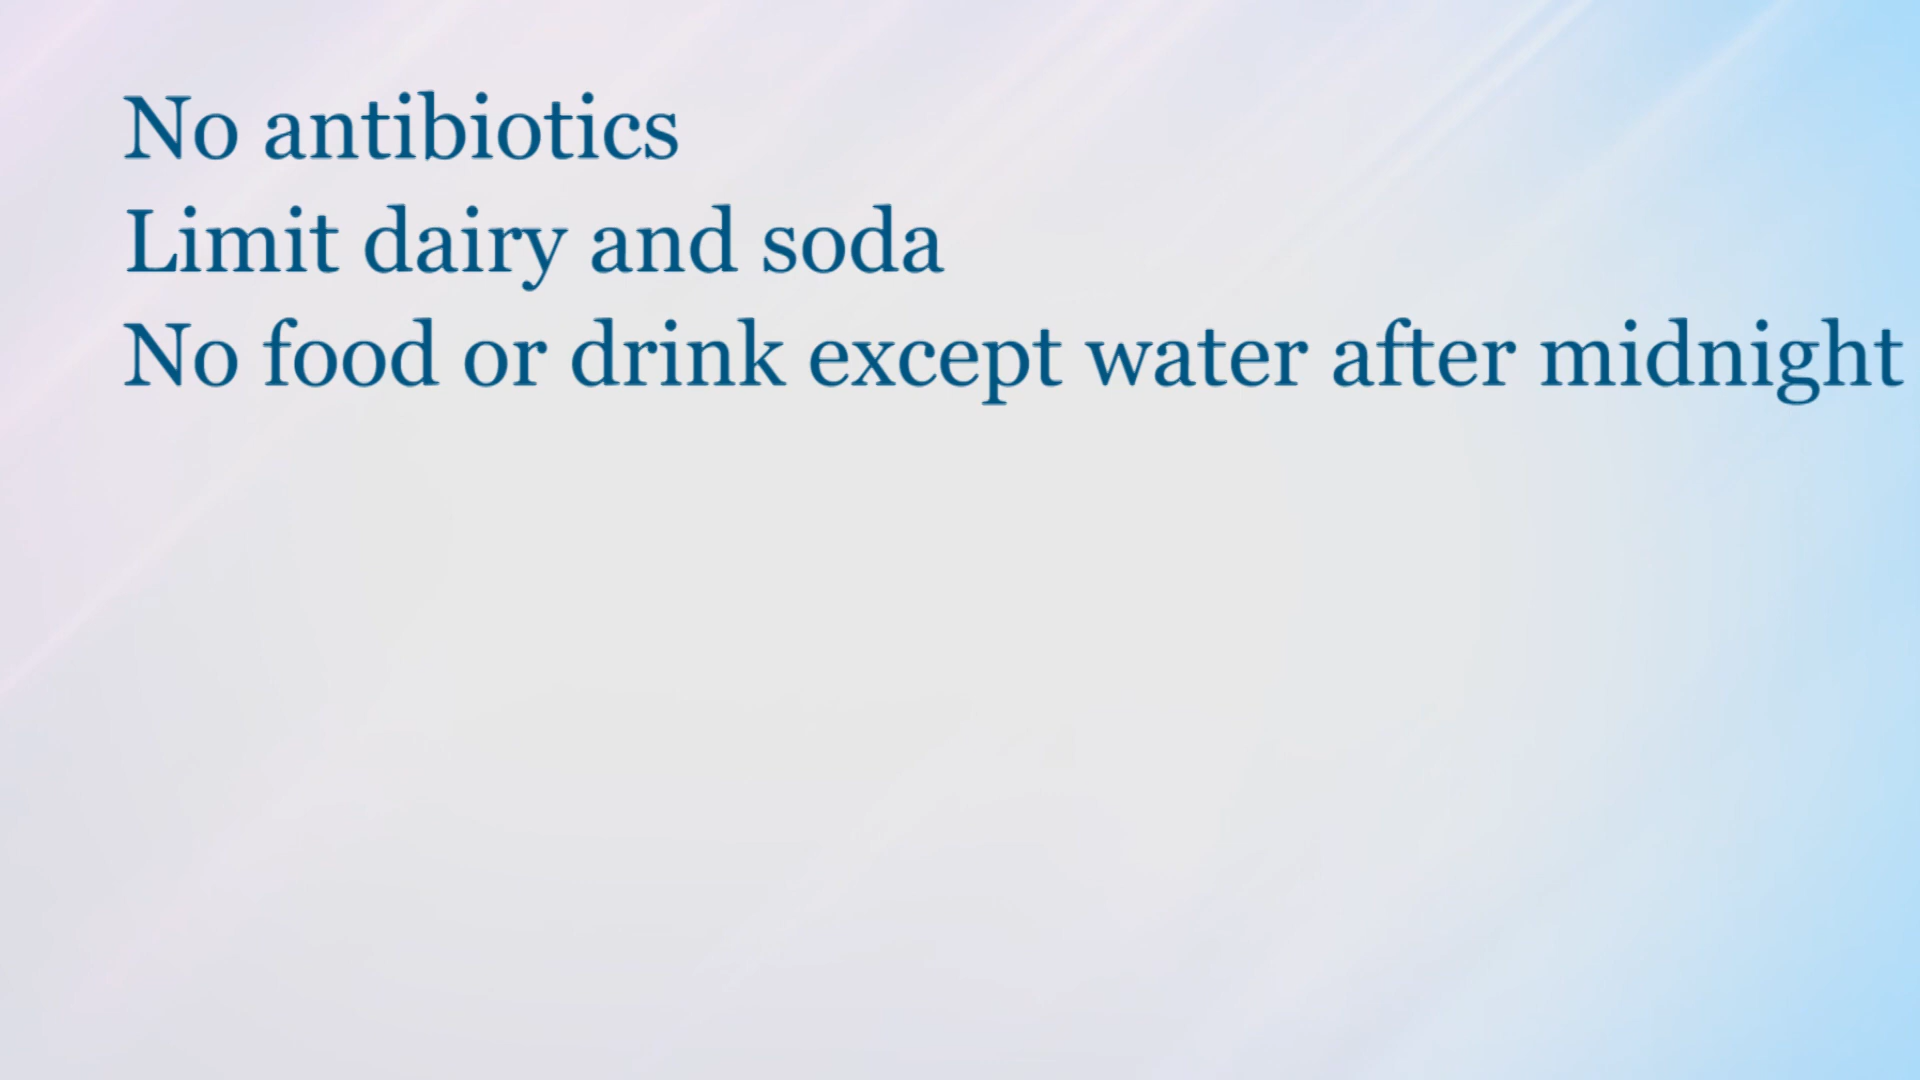 No antibiotics
Limit dairy and soda
No food or drink except water after midnight